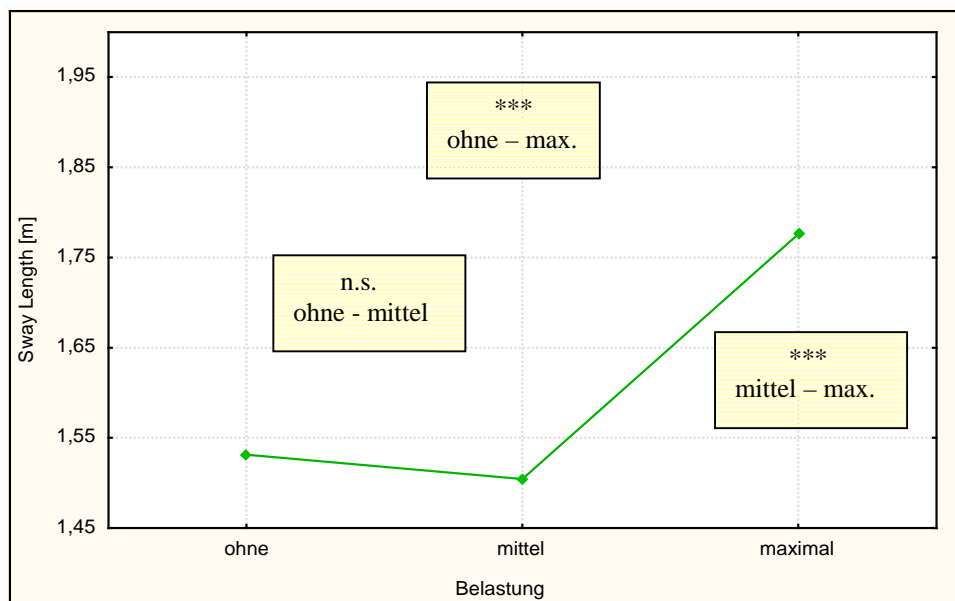 Sway Length [m]
1,95
1,85
1,75
1,65
1,55
1,45
***
ohne – max.
n.s.
ohne - mittel
***
mittel – max.
ohne
mittel
maximal
Belastung